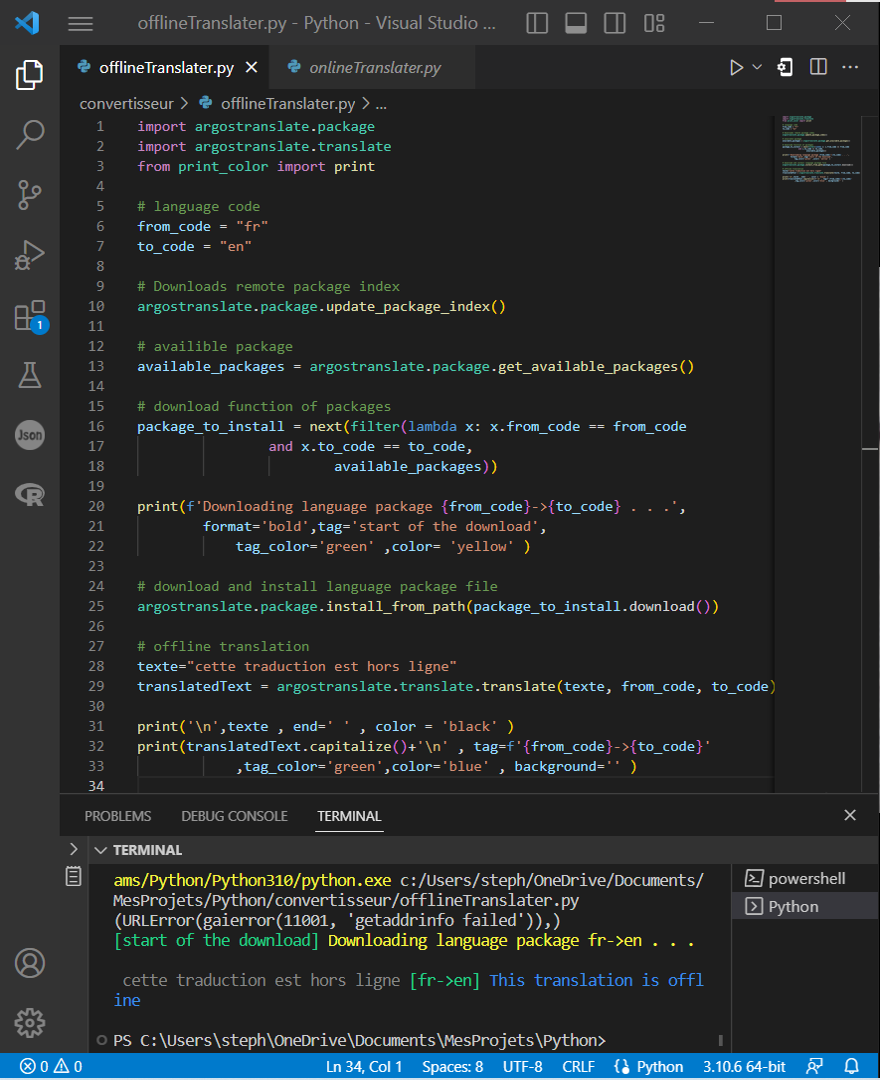 offlineTranslater.py - Python - Visual Studio ...
offlineTranslater.py
onlineTranslater.py
convertisseur > offlineTranslater.py > ...
1 import argostranslate.package
2 import argostranslate.translate
3 from print_color import print
4
5 # language code
6 from_code = "fr"
7 to_code = "en"
8
9 # Downloads remote package index
10 argostranslate.package.update_package_index()
11
12 # availible package
13 available_packages = argostranslate.package.get_available_packages()
14
15 # download function of packages
16 package_to_install = next(filter(lambda x: x.from_code == from_code
17 and x.to_code == to_code,
18 available_packages))
19
20 print(f'Downloading language package {from_code}->{to_code} . . .',
21 format='bold',tag='start of the download',
22 tag_color='green' ,color= 'yellow' )
23
24 # download and install language package file
25 argostranslate.package.install_from_path(package_to_install.download())
26
27 # offline translation
28 texte="cette traduction est hors ligne"
29 translatedText = argostranslate.translate.translate(texte, from_code, to_code)
30
31 print('\n',texte , end=' ' , color = 'black' )
32 print(translatedText.capitalize()+'\n' , tag=f'{from_code}->{to_code}'
33 ,tag_color='green',color='blue' , background='' )
34
1
Json
R
PROBLEMS DEBUG CONSOLE TERMINAL
TERMINAL
ams/Python/Python310/python.exe c:/Users/steph/OneDrive/Documents/
MesProjets/Python/convertisseur/offlineTranslater.py
(URLError(gaierror(11001, 'getaddrinfo failed')),)
[start of the download] Downloading language package fr->en . . .
cette traduction est hors ligne [fr->en] This translation is offl
ine
PS C:\Users\steph\OneDrive\Documents\MesProjets\Python>
powershell
Python
0 0 Ln 34, Col 1 Spaces: 8 UTF-8 CRLF Python 3.10.6 64-bit